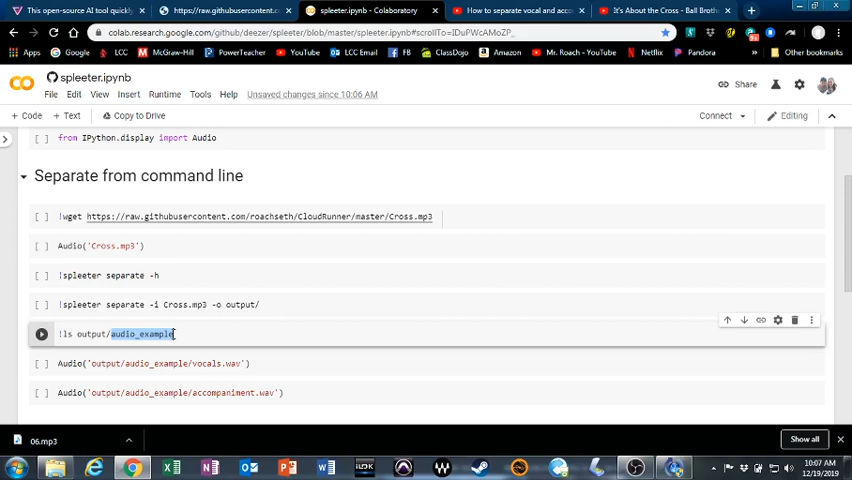 This open-source AI tool quickly
https://raw.githubusercontent.co
spleeter.ipynb - Colaboratory
How to separate vocal and acco
It's About the Cross - Ball Broth
colab.research.google.com/github/deezer/spleeter/blob/master/spleeter.ipynb#scrollTo=IDuPWcAMoZP_
Apps LCC McGraw-Hill PowerTeacher YouTube LCC Email ClassDojo Amazon Mr. Roach - YouTube Netflix Pandora Other bookmarks
spleeter.ipynb
File Edit View Insert Runtime Tools Help Unsaved changes since 10:06 AM
Share
+ Code + Text Copy to Drive Connect Editing
[ ] from IPython.display import Audio
Separate from command line
[ ] !wget https://raw.githubusercontent.com/roachseth/CloudRunner/master/Cross.mp3
[ ] Audio('Cross.mp3')
[ ] !spleeter separate -h
[ ] !spleeter separate -i Cross.mp3 -o output/
!ls output/audio_example
[ ] Audio('output/audio_example/vocals.wav')
[ ] Audio('output/audio_example/accompaniment.wav')
06.mp3
Show all
10:07 AM
12/19/2019